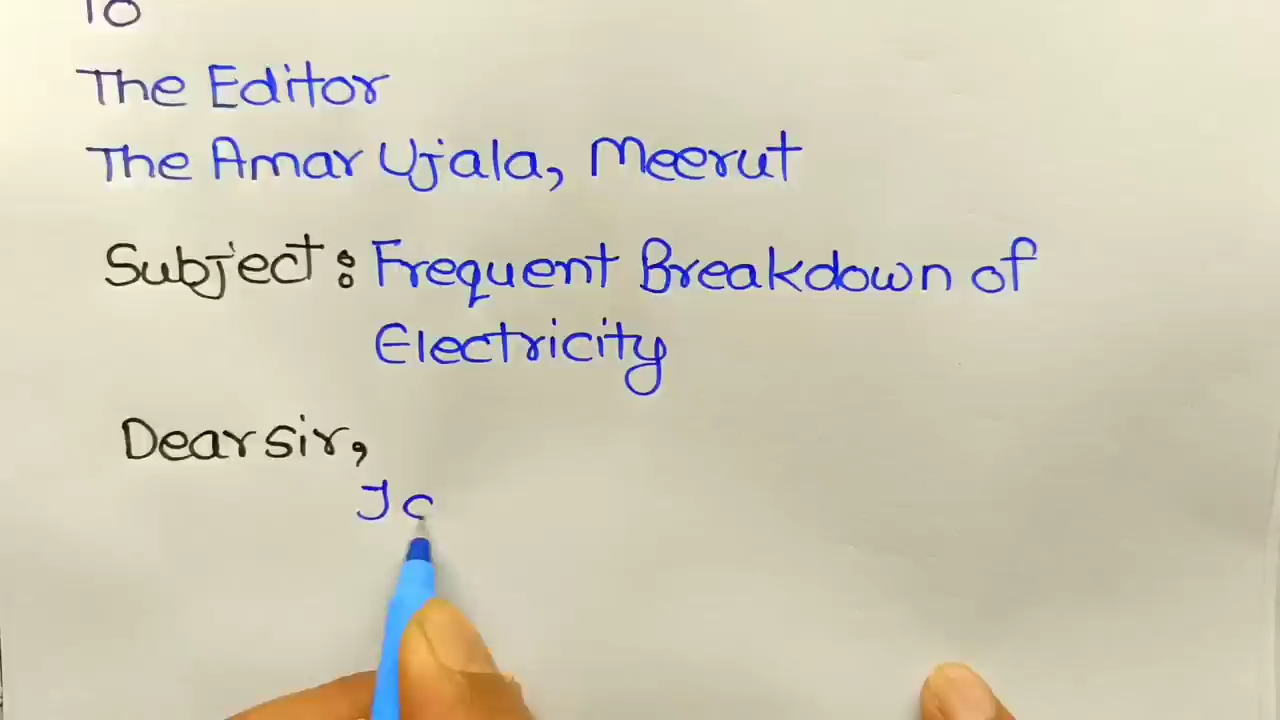 To
The Editor
The Amar Ujala, Meerut
Subject: Frequent Breakdown of
Electricity
Dear Sir,
I